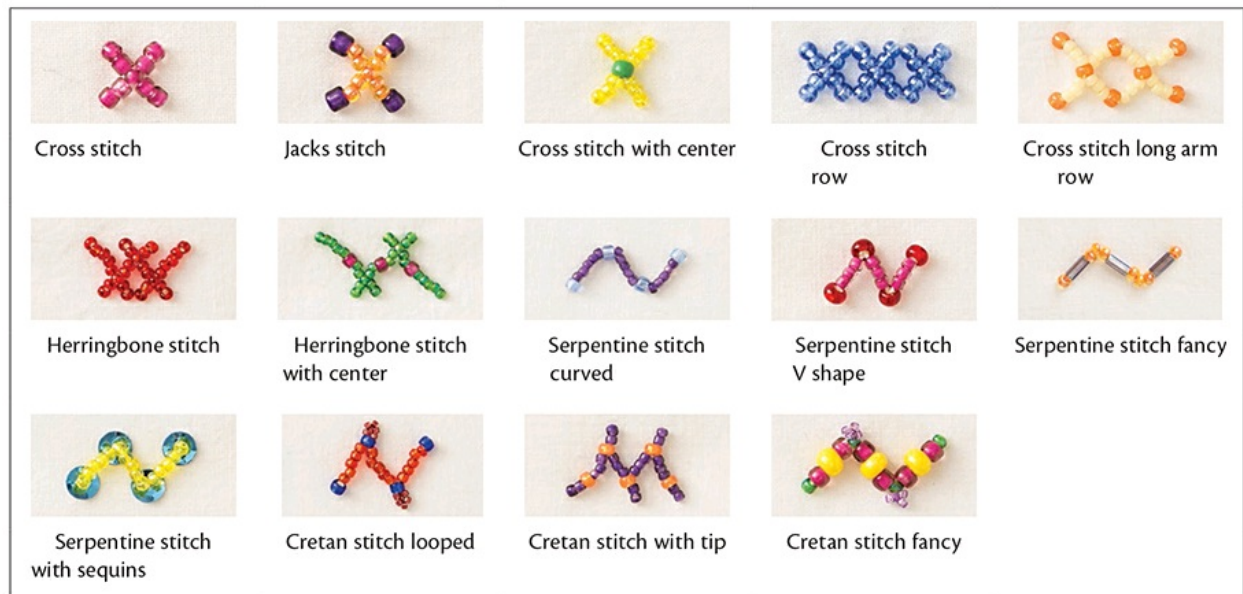 Cross stitch
Jacks stitch
Cross stitch with center
Cross stitch
row
Cross stitch long arm
row
Herringbone stitch
Herringbone stitch
with center
Serpentine stitch
curved
Serpentine stitch
V shape
Serpentine stitch fancy
Serpentine stitch
with sequins
Cretan stitch looped
Cretan stitch with tip
Cretan stitch fancy